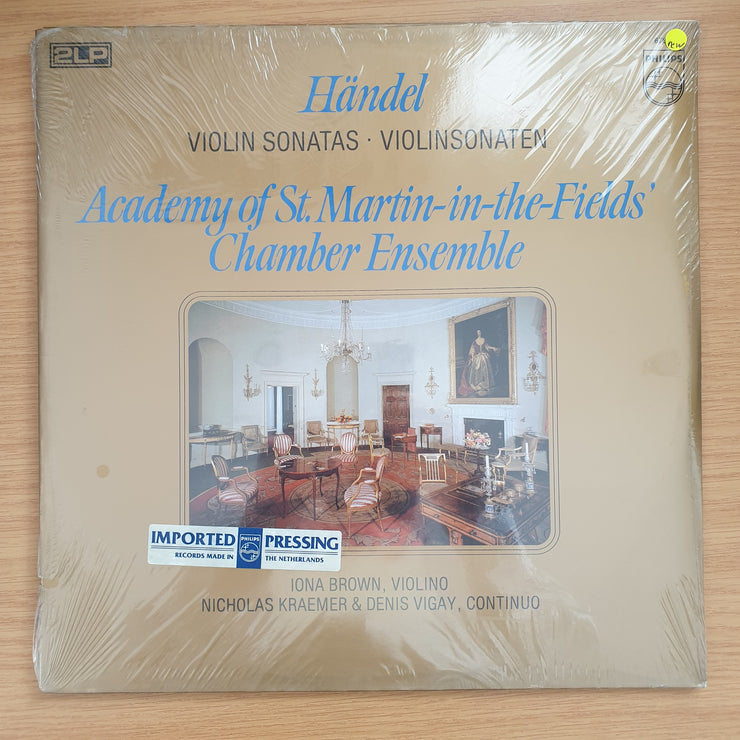 2LP
new
PHILIPS
Händel
VIOLIN SONATAS · VIOLINSONATEN
Academy of St. Martin-in-the-Fields'
Chamber Ensemble
IMPORTED PHILIPS PRESSING
RECORDS MADE IN THE NETHERLANDS
IONA BROWN, VIOLINO
NICHOLAS KRAEMER & DENIS VIGAY, CONTINUO